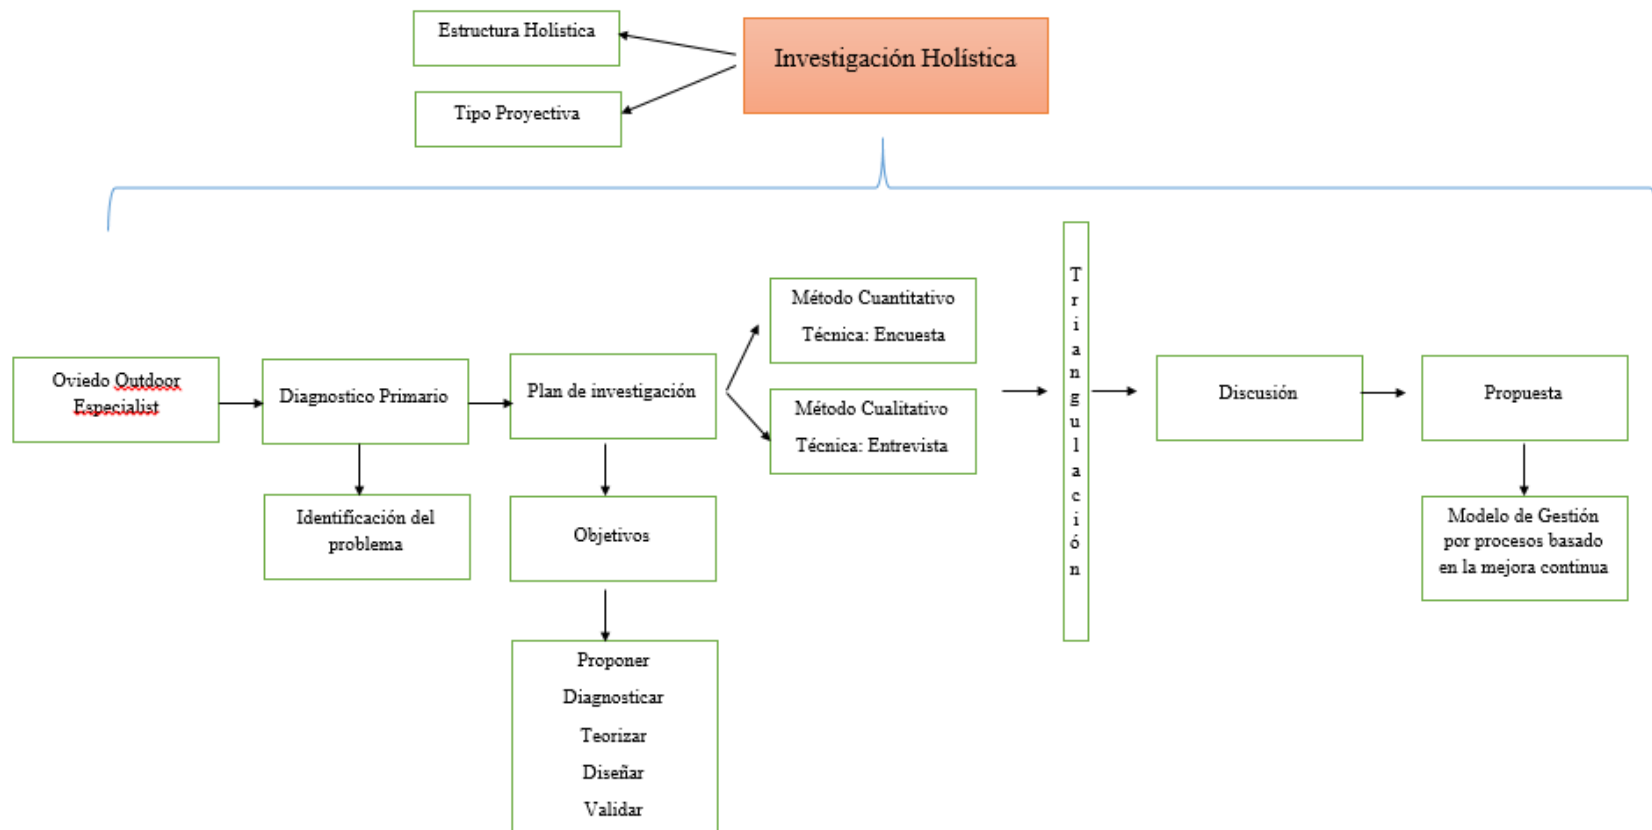 Estructura Holística
Investigación Holística
Tipo Proyectiva
Oviedo Outdoor
Especialist
Diagnostico Primario
Identificación del
problema
Plan de investigación
Objetivos
Proponer
Diagnosticar
Teorizar
Diseñar
Validar
Método Cuantitativo
Técnica: Encuesta
Método Cualitativo
Técnica: Entrevista
Triangulación
Discusión
Propuesta
Modelo de Gestión
por procesos basado
en la mejora continua